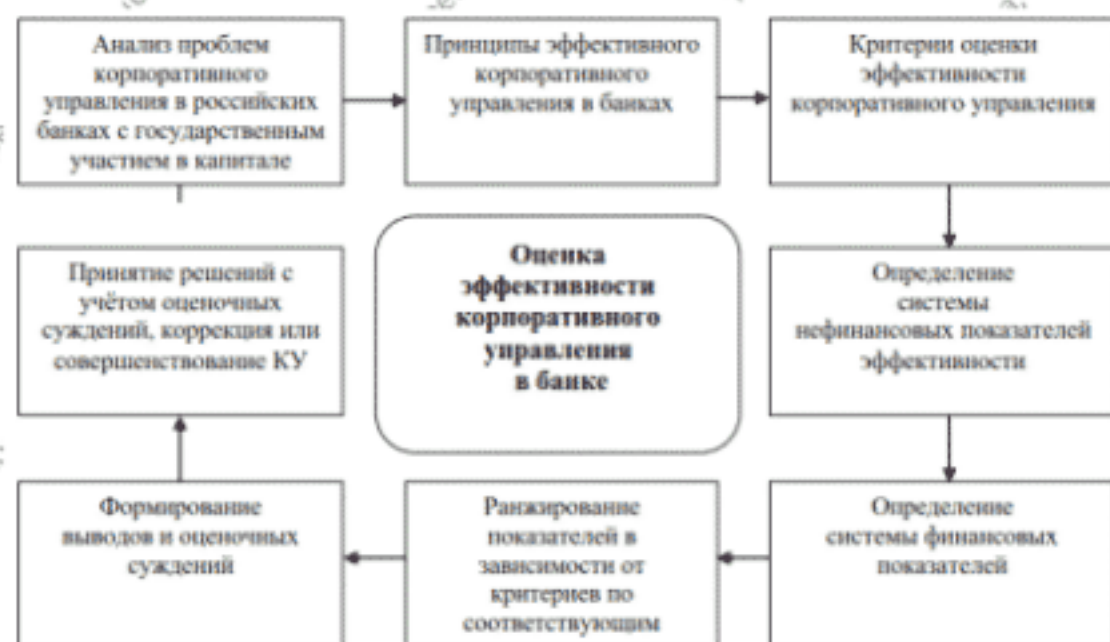 Анализ проблем
корпоративного
управления в российских
банках с государственным
участием в капитале
Принципы эффективного
корпоративного
управления в банках
Критерии оценки
эффективности
корпоративного управления
Принятие решений с
учётом оценочных
суждений, коррекция или
совершенствование КУ
Оценка
эффективности
корпоративного
управления
в банке
Определение
системы
нефинансовых показателей
эффективности
Формирование
выводов и оценочных
суждений
Ранжирование
показателей в
зависимости от
критериев по
соответствующим
Определение
системы финансовых
показателей